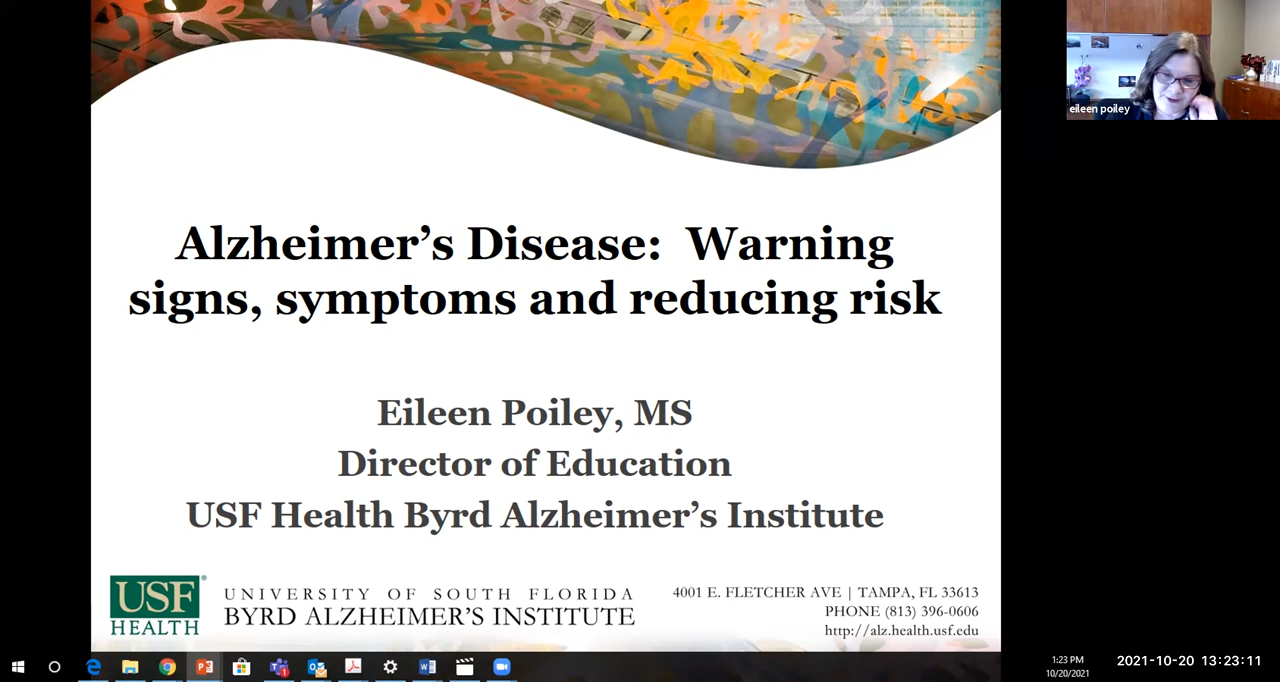 eileen poiley
Alzheimer's Disease:  Warning
signs, symptoms and reducing risk
Eileen Poiley, MS
Director of Education
USF Health Byrd Alzheimer's Institute
USF®
HEALTH
UNIVERSITY OF SOUTH FLORIDA
BYRD ALZHEIMER'S INSTITUTE
4001 E. FLETCHER AVE | TAMPA, FL 33613
PHONE (813) 396-0606
http://alz.health.usf.edu
1:23 PM
10/20/2021
2021-10-20 13:23:11